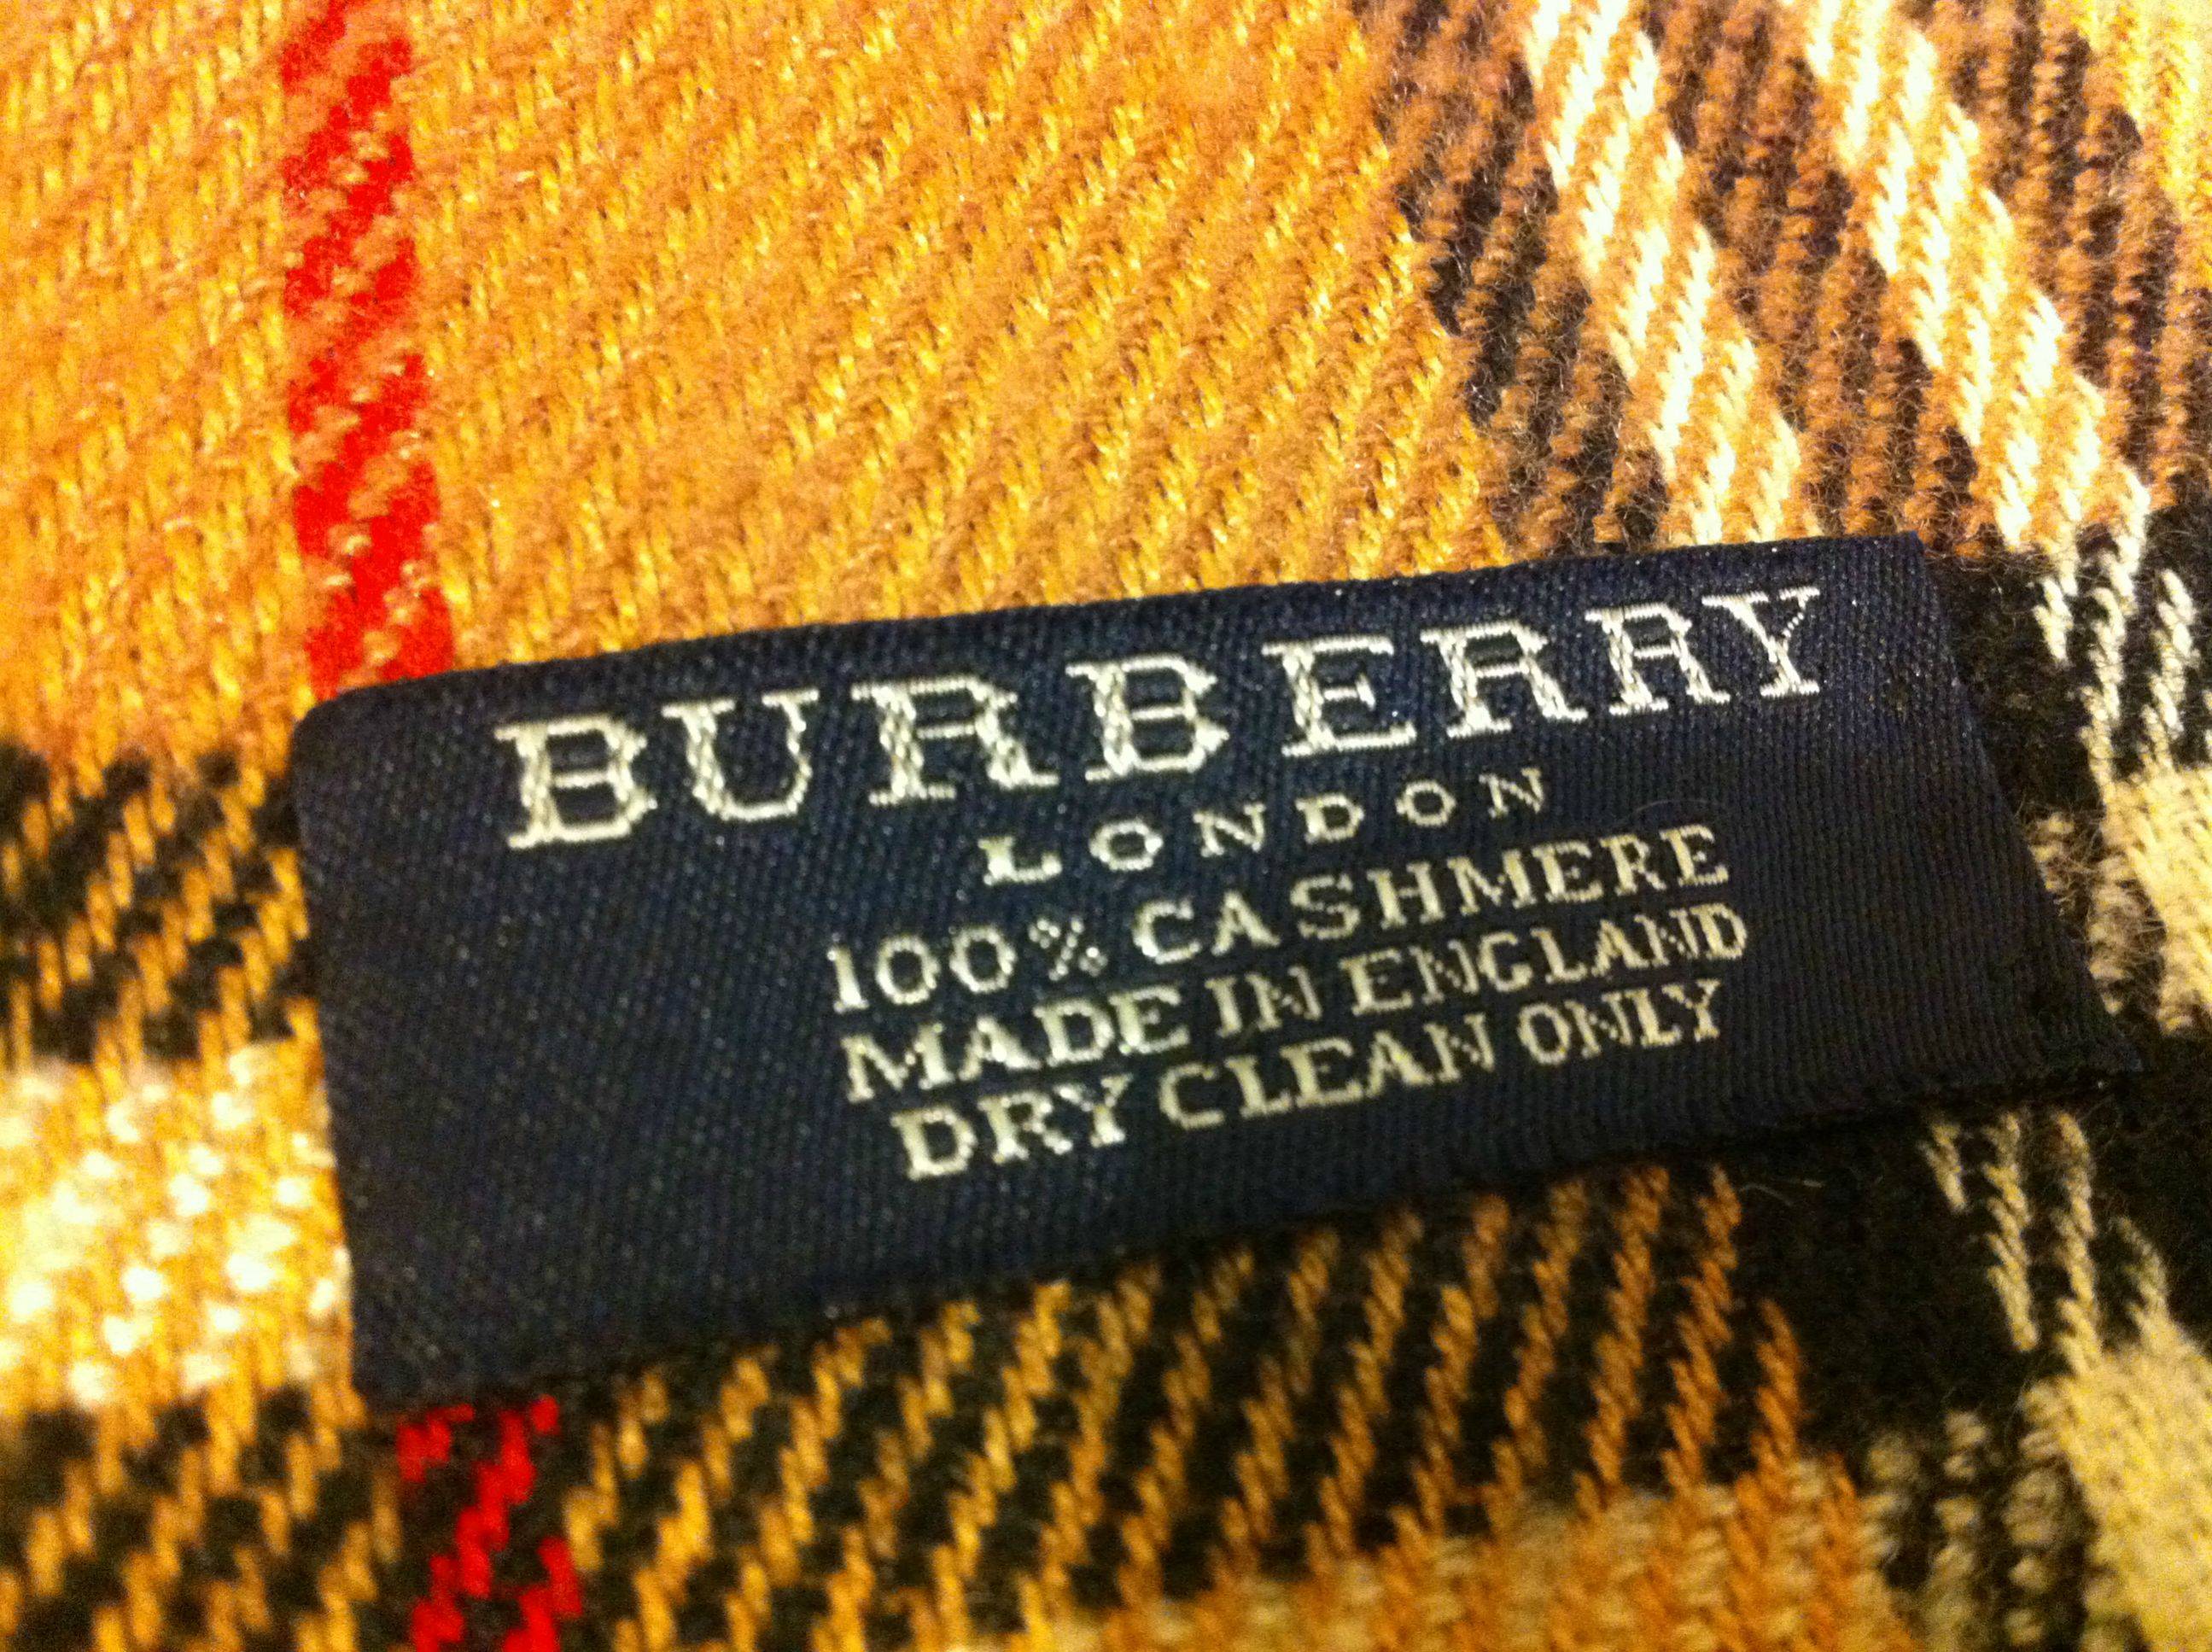 BURBERRY
LONDON
100% CASHMERE
MADE IN ENGLAND
DRY CLEAN ONLY